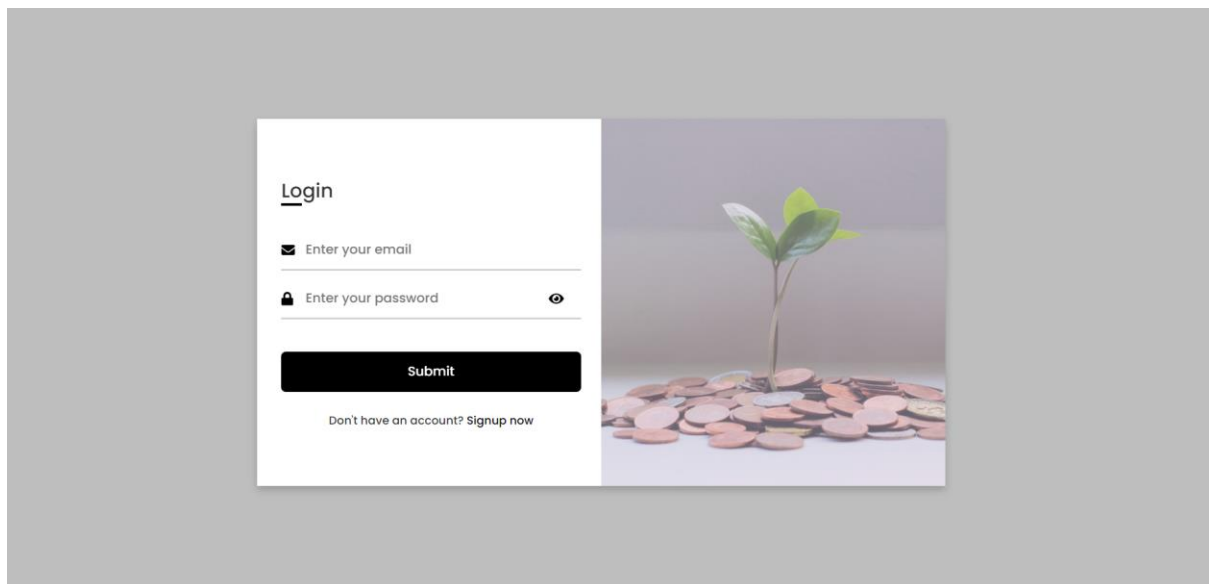 Login
Enter your email
Enter your password
Submit
Don't have an account? Signup now